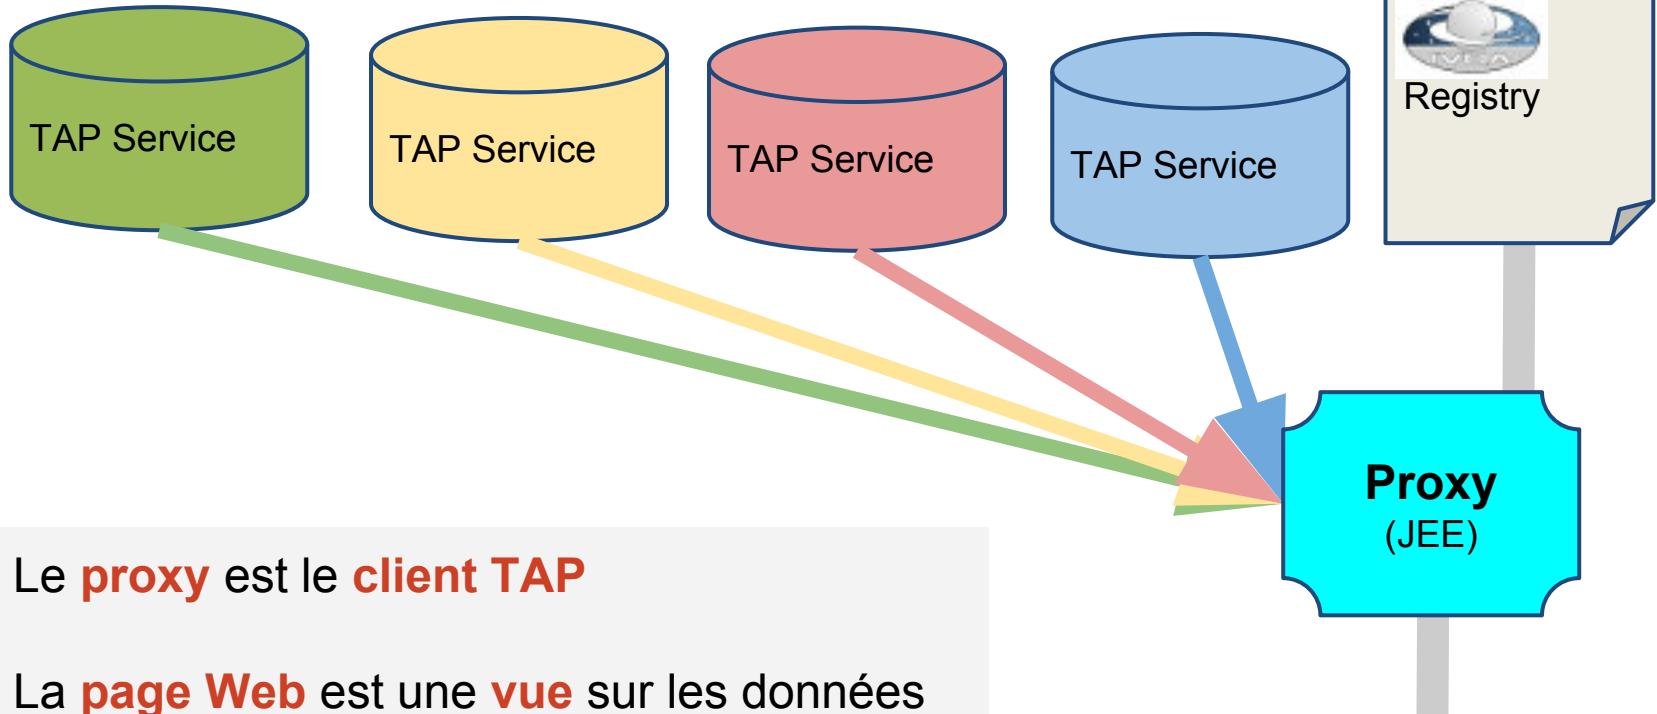 TAP Service
TAP Service
TAP Service
TAP Service
IVOA
Registry
Proxy
(JEE)
Le proxy est le client TAP
La page Web est une vue sur les données